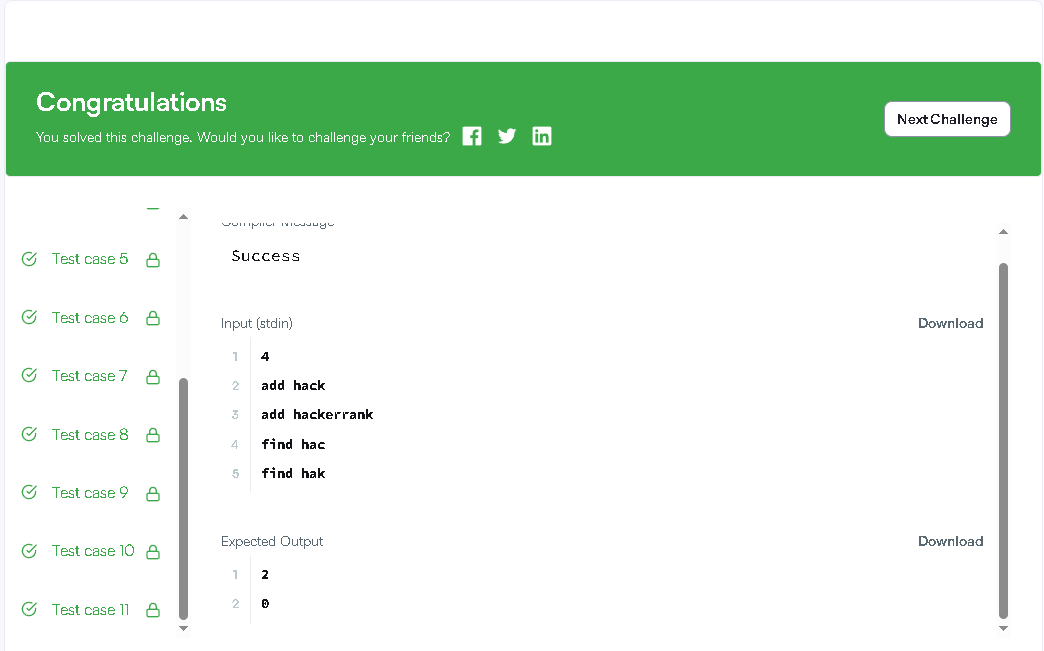 Congratulations
You solved this challenge. Would you like to challenge your friends?
Next Challenge
Compiler Message
Success
Test case 5
Test case 6
Test case 7
Test case 8
Test case 9
Test case 10
Test case 11
Input (stdin)
Download
1 4
2 add hack
3 add hackerrank
4 find hac
5 find hak
Expected Output
Download
1 2
2 0